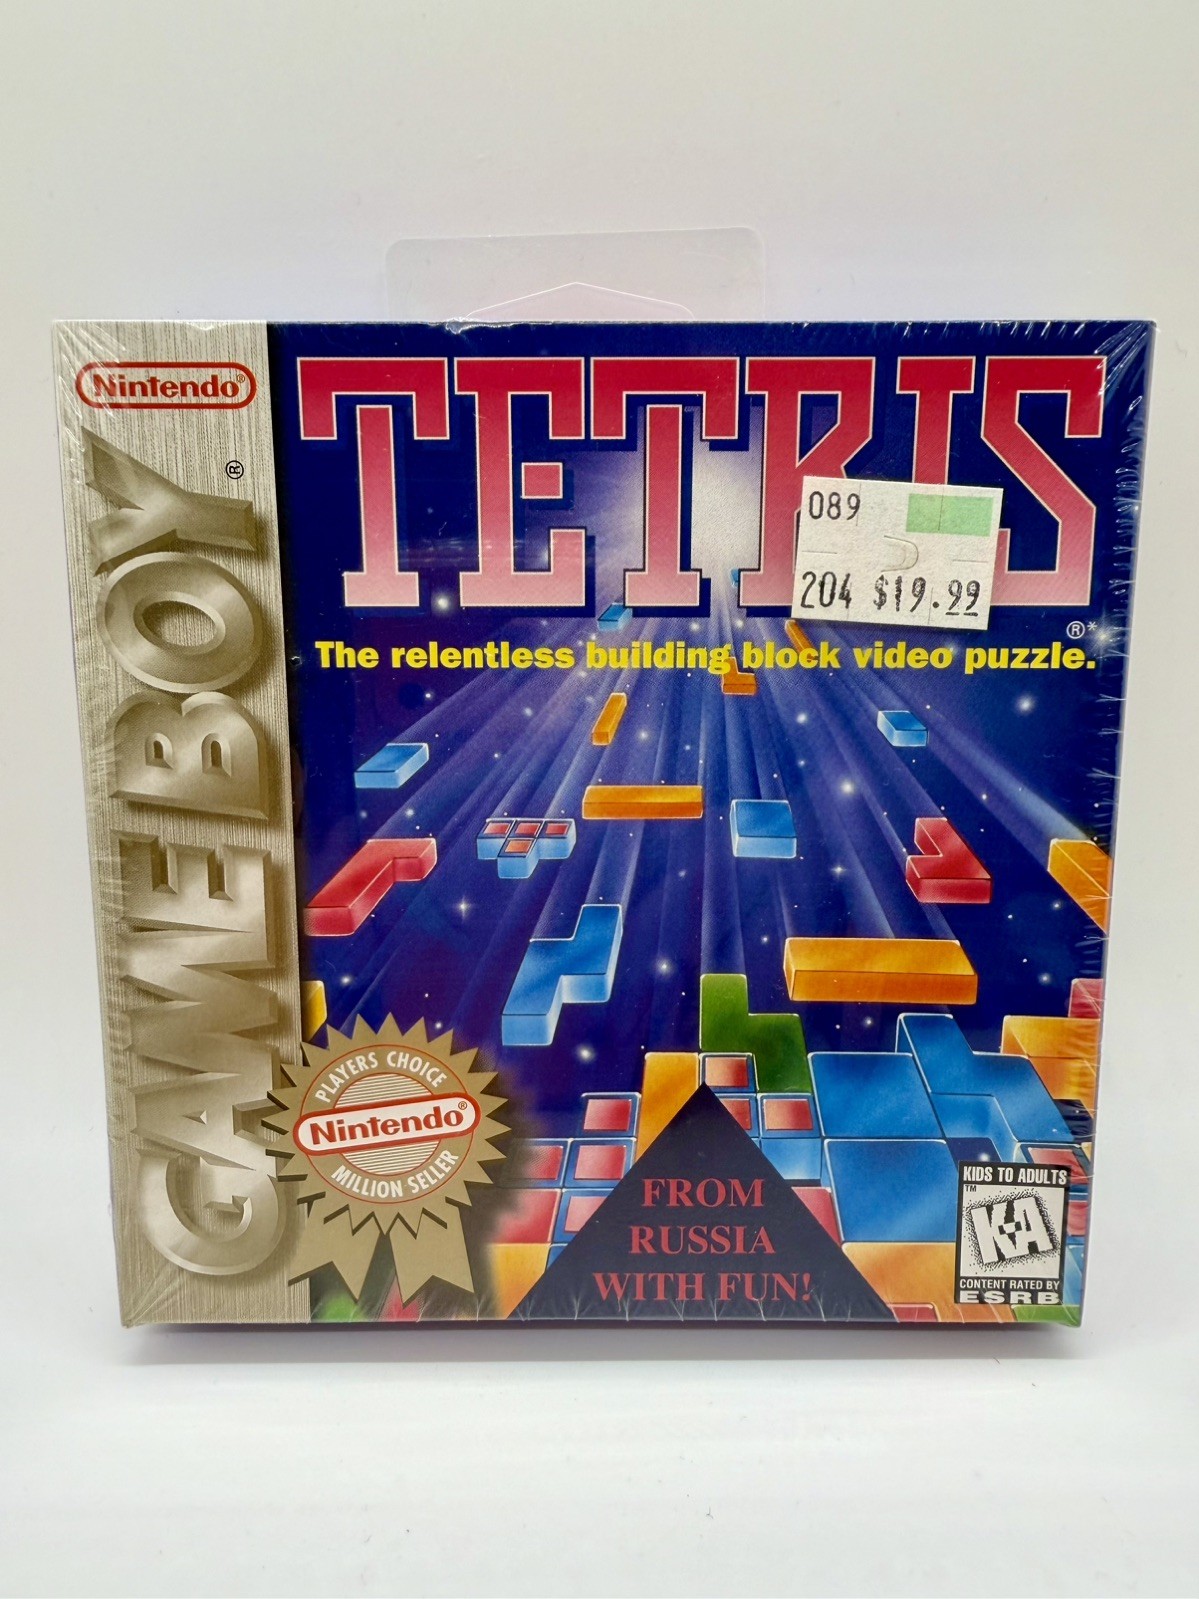 Nintendo®
GAME BOY®
TETRIS
®*
089
204 $19.99
The relentless building block video puzzle.
PLAYERS CHOICE
Nintendo®
MILLION SELLER
FROM
RUSSIA
WITH FUN!
KIDS TO ADULTS
TM
K-A
CONTENT RATED BY
ESRB